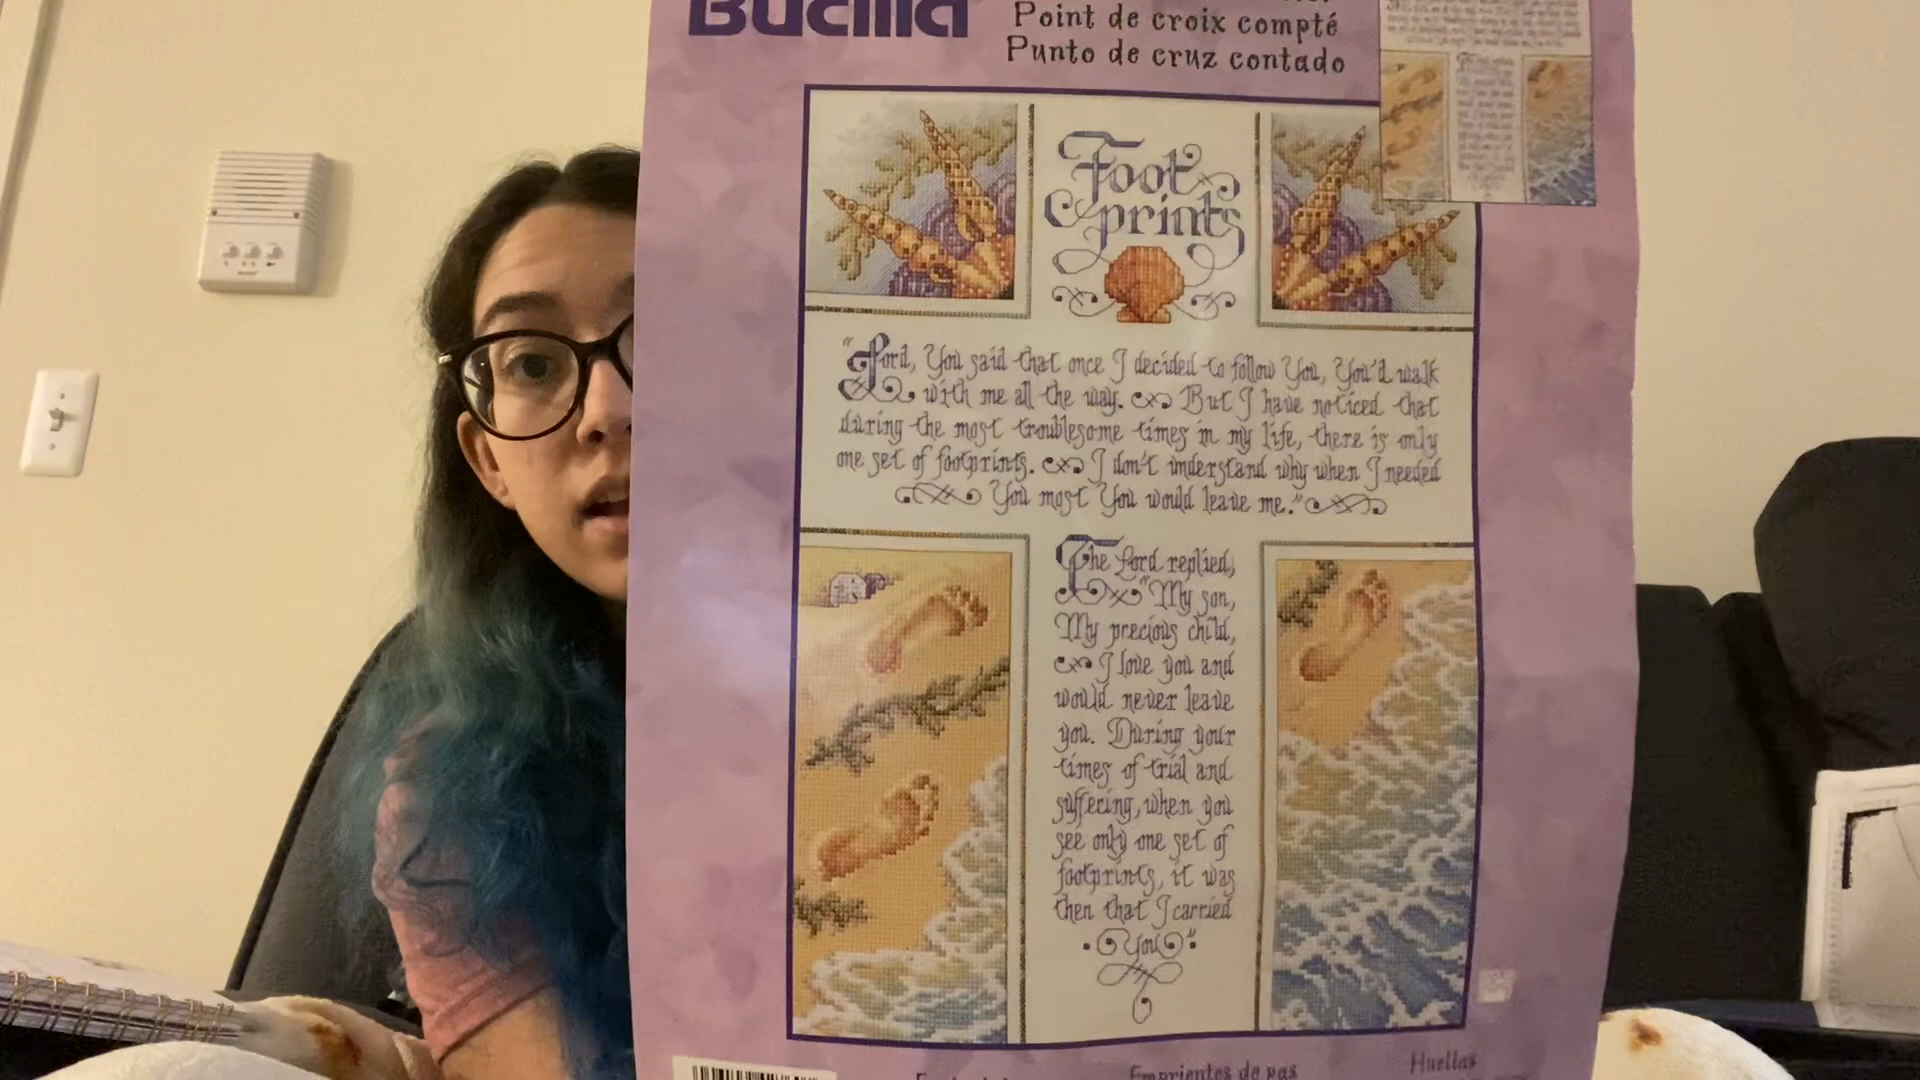 Bucilla
Point de croix compté
Punto de cruz contado
Foot
prints
"Lord, You said that once I decided to follow You, You'd walk
with me all the way. But I have noticed that
during the most troublesome times in my life, there is only
one set of footprints. I don't understand why when I needed
You most You would leave me."
The Lord replied,
"My son,
My precious child,
I love you and
would never leave
you. During your
times of trial and
suffering, when you
see only one set of
footprints, it was
then that I carried
You."
Empreintes de pas
Huellas